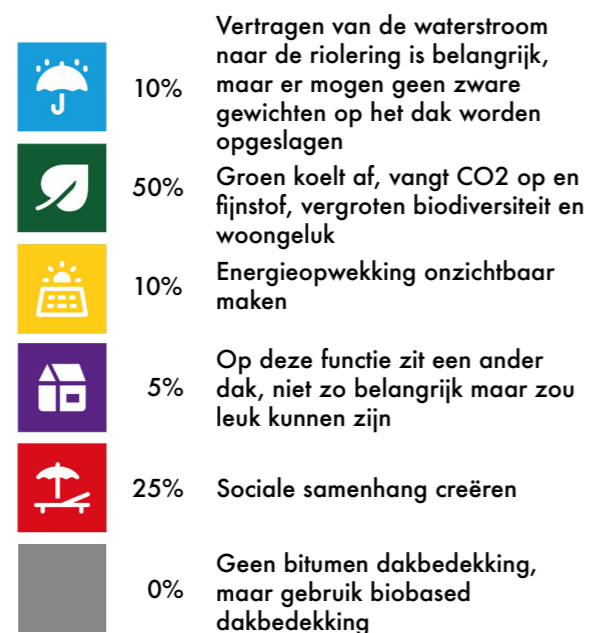 Vertragen van de waterstroom
naar de riolering is belangrijk,
10% maar er mogen geen zware
gewichten op het dak worden
opgeslagen
50% Groen koelt af, vangt CO2 op en
fijnstof, vergroten biodiversiteit en
woongeluk
10% Energieopwekking onzichtbaar
maken
Op deze functie zit een ander
5% dak, niet zo belangrijk maar zou
leuk kunnen zijn
25% Sociale samenhang creëren
Geen bitumen dakbedekking,
0% maar gebruik biobased
dakbedekking